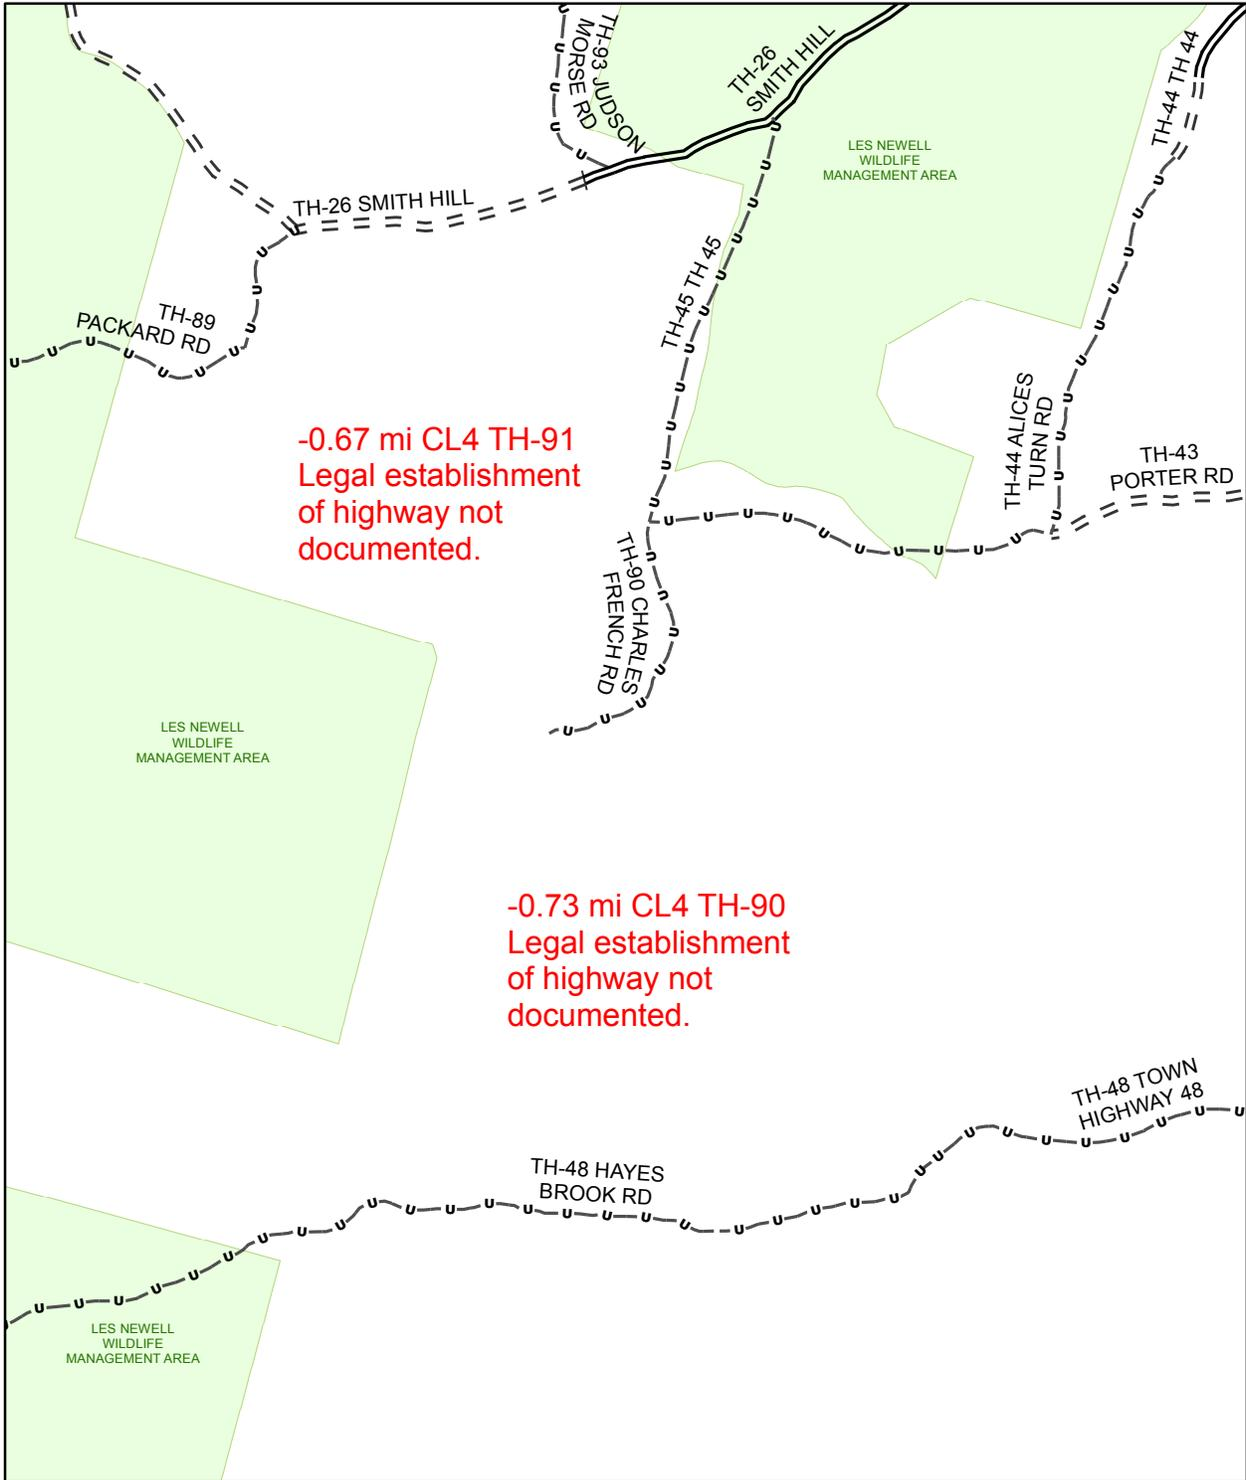 TH-93 JUDSON
MORSE RD
TH-26
SMITH HILL
TH-44 TH 44
LES NEWELL
WILDLIFE
MANAGEMENT AREA
TH-26 SMITH HILL
TH-45 TH 45
TH-89
PACKARD RD
TH-44 ALICES
TURN RD
TH-43
PORTER RD
-0.67 mi CL4 TH-91
Legal establishment
of highway not
documented.
TH-90 CHARLES
FRENCH RD
LES NEWELL
WILDLIFE
MANAGEMENT AREA
-0.73 mi CL4 TH-90
Legal establishment
of highway not
documented.
TH-48 TOWN
HIGHWAY 48
TH-48 HAYES
BROOK RD
LES NEWELL
WILDLIFE
MANAGEMENT AREA